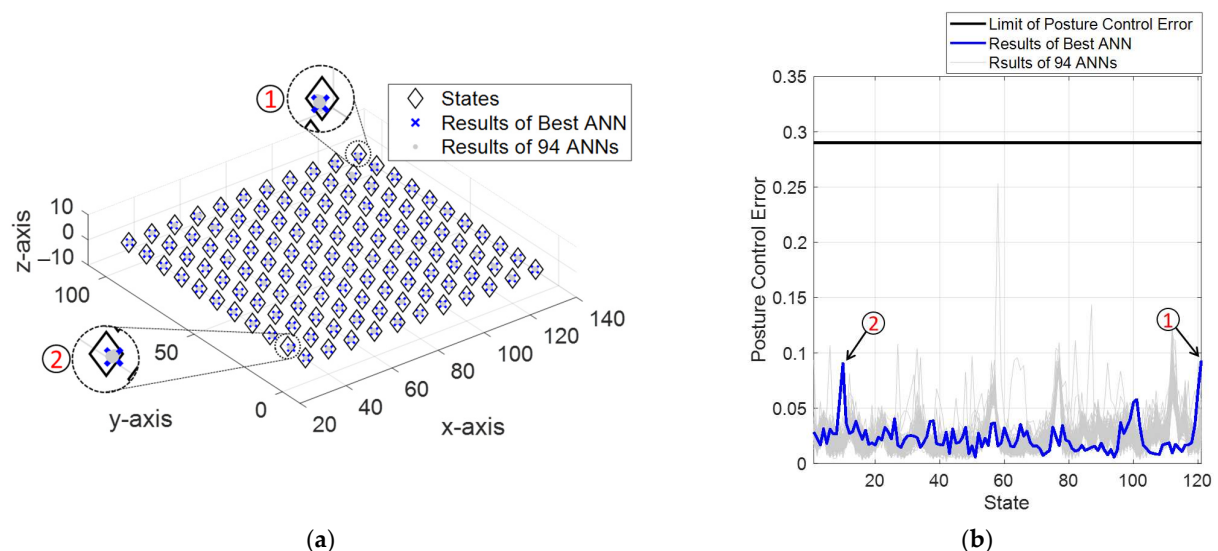 1
States
Results of Best ANN
Results of 94 ANNs
z-axis
10
0
−10
100
50
0
y-axis
20
40
60
80
100
120
140
x-axis
2
(a)
Limit of Posture Control Error
Results of Best ANN
Rsults of 94 ANNs
Posture Control Error
0.35
0.3
0.25
0.2
0.15
0.1
0.05
0
2
1
20
40
60
80
100
120
State
(b)